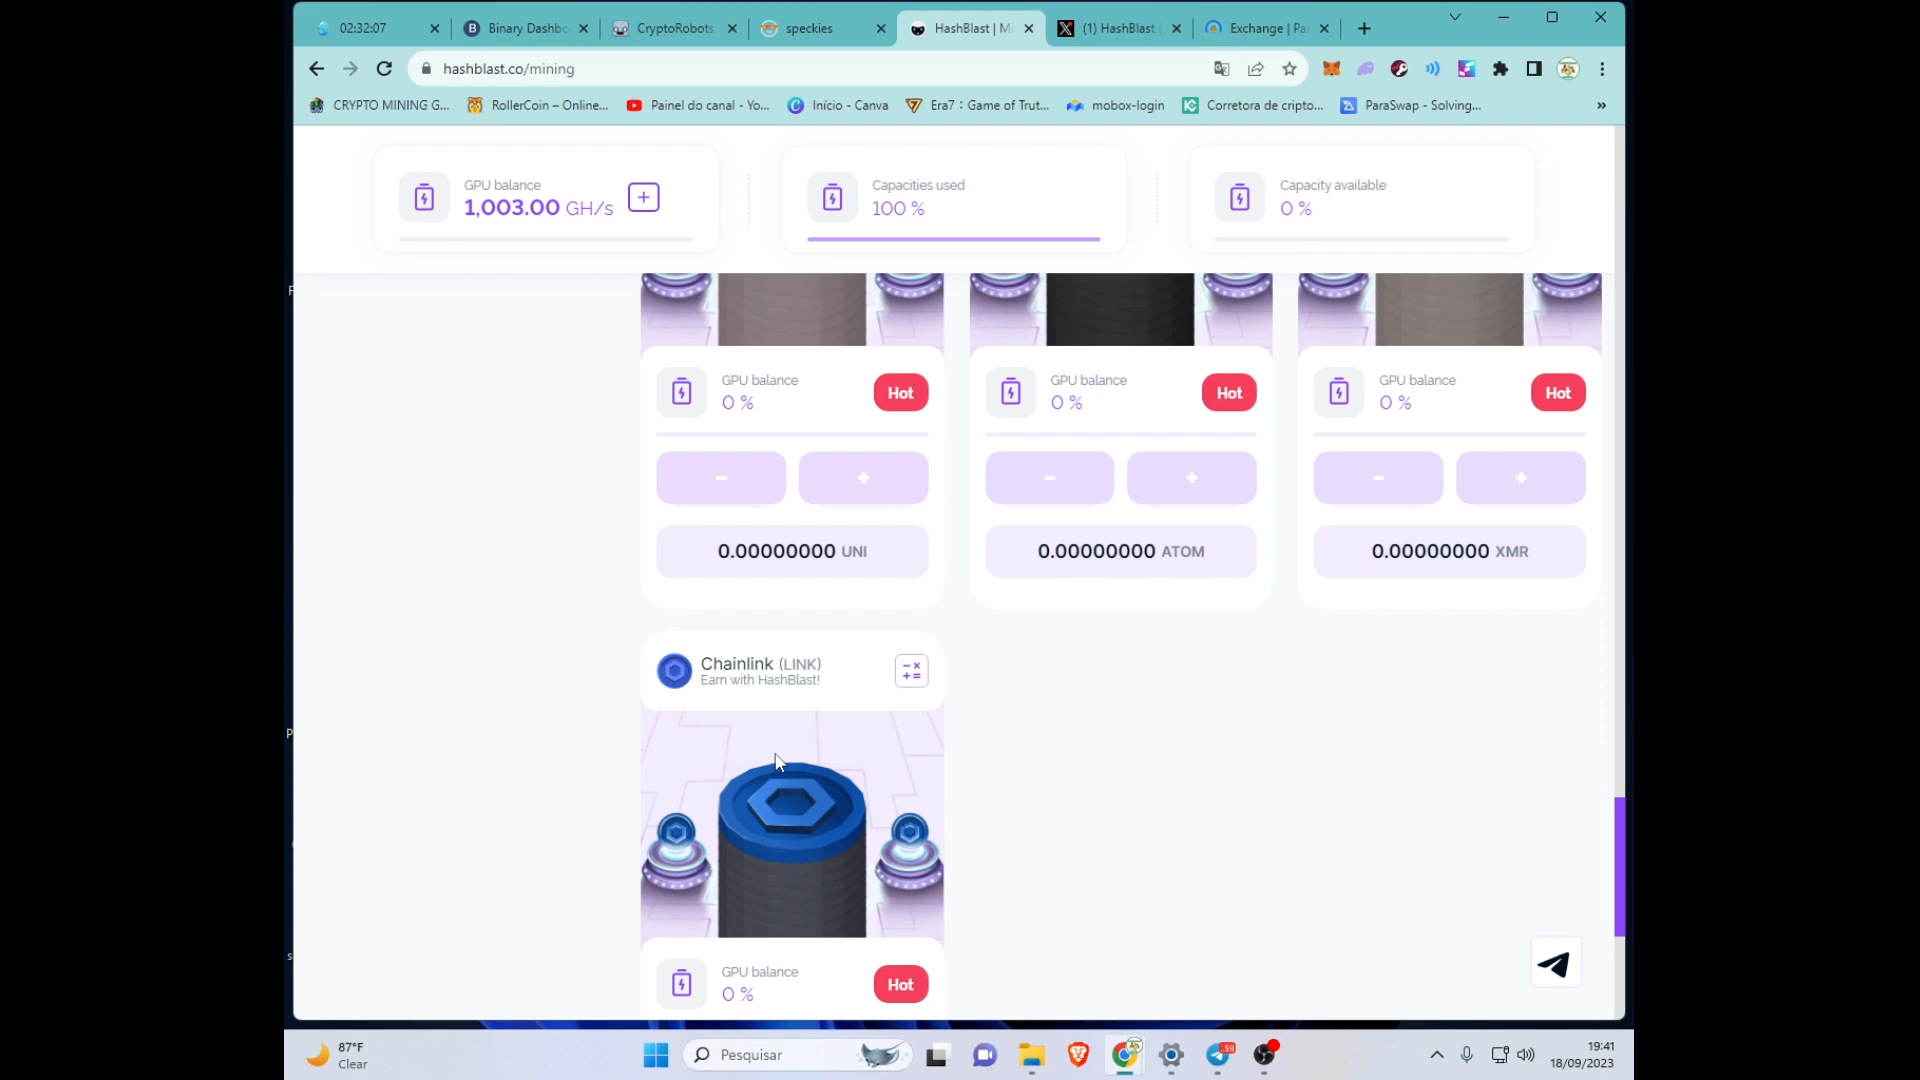 02:32:07
Binary Dashbo
CryptoRobots
speckies
HashBlast | Mi
(1) HashBlast
Exchange | Par
hashblast.co/mining
CRYPTO MINING G...
RollerCoin – Online...
Painel do canal - Yo...
Início - Canva
Era7 : Game of Trut...
mobox-login
Corretora de cripto...
ParaSwap - Solving...
»
GPU balance
1,003.00 GH/s
Capacities used
100 %
Capacity available
0 %
GPU balance
0 %
Hot
GPU balance
0 %
Hot
GPU balance
0 %
Hot
0.00000000 UNI
0.00000000 ATOM
0.00000000 XMR
Chainlink (LINK)
Earn with HashBlast!
GPU balance
0 %
Hot
87°F
Clear
Pesquisar
59
19:41
18/09/2023